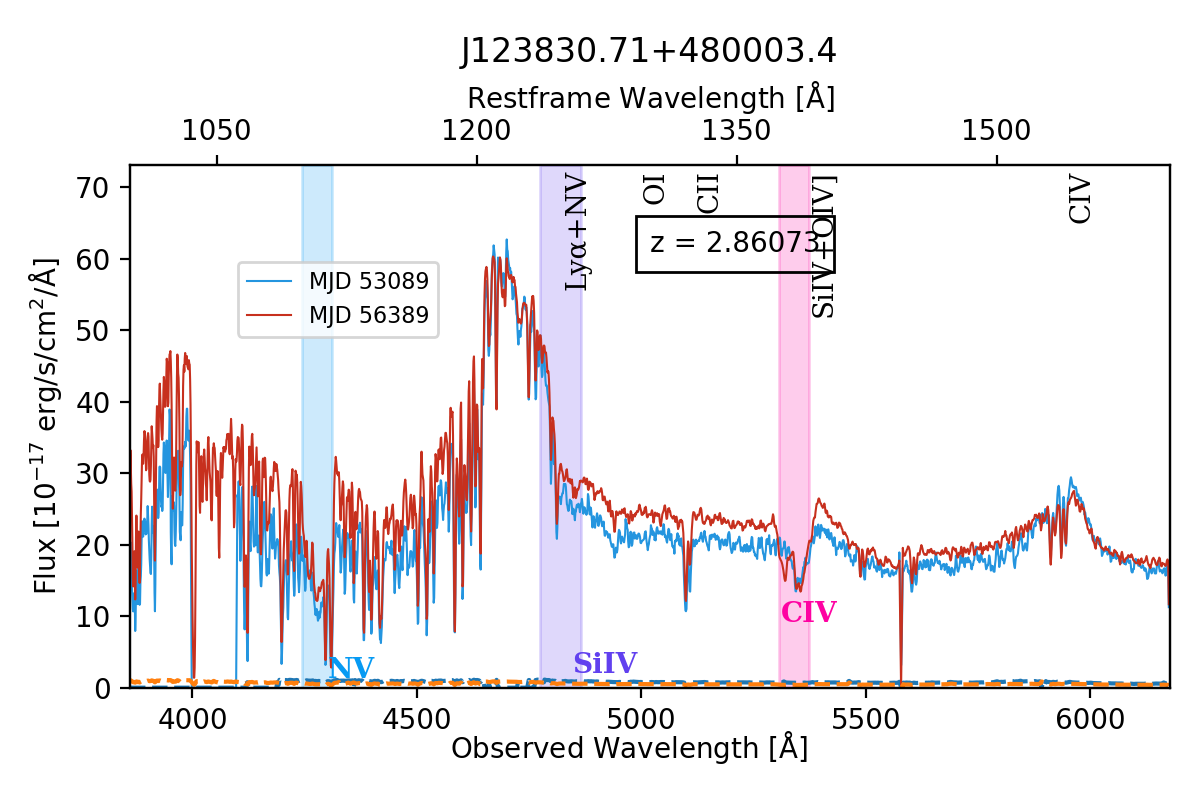 J123830.71+480003.4
Restframe Wavelength [Å]
1050 1200 1350 1500
70
60
50
40
30
20
10
0
Flux [10⁻¹⁷ erg/s/cm²/Å]
MJD 53089
MJD 56389
Lyα+NV
OI
CII
SiIV+OIV]
CIV
z = 2.86073
NV
SiIV
CIV
4000 4500 5000 5500 6000
Observed Wavelength [Å]